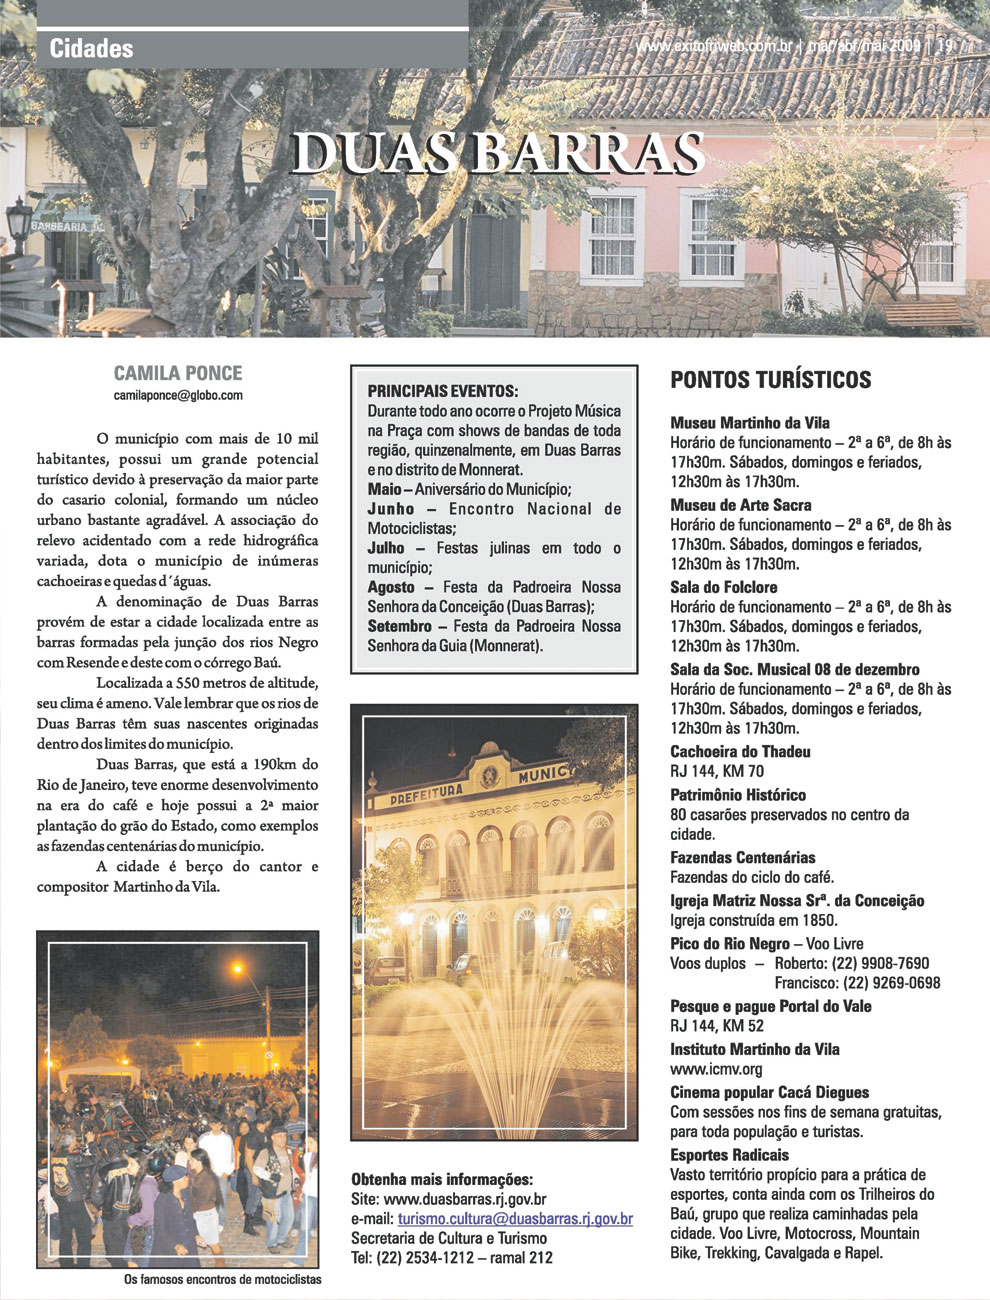 Cidades
www.exitofriweb.com.br | mar/abr/mai 2009 | 19
DUAS BARRAS
BARBEARIA
CAMILA PONCE
camilaponce@globo.com
O município com mais de 10 mil
habitantes, possui um grande potencial
turístico devido à preservação da maior parte
do casario colonial, formando um núcleo
urbano bastante agradável. A associação do
relevo acidentado com a rede hidrográfica
variada, dota o município de inúmeras
cachoeiras e quedas d´águas.
A denominação de Duas Barras
provém de estar a cidade localizada entre as
barras formadas pela junção dos rios Negro
com Resende e deste com o córrego Baú.
Localizada a 550 metros de altitude,
seu clima é ameno. Vale lembrar que os rios de
Duas Barras têm suas nascentes originadas
dentro dos limites do município.
Duas Barras, que está a 190km do
Rio de Janeiro, teve enorme desenvolvimento
na era do café e hoje possui a 2ª maior
plantação do grão do Estado, como exemplos
as fazendas centenárias do município.
A cidade é berço do cantor e
compositor Martinho da Vila.
Os famosos encontros de motociclistas
PRINCIPAIS EVENTOS:
Durante todo ano ocorre o Projeto Música
na Praça com shows de bandas de toda
região, quinzenalmente, em Duas Barras
e no distrito de Monnerat.
Maio – Aniversário do Município;
Junho – Encontro Nacional de
Motociclistas;
Julho – Festas julinas em todo o
município;
Agosto – Festa da Padroeira Nossa
Senhora da Conceição (Duas Barras);
Setembro – Festa da Padroeira Nossa
Senhora da Guia (Monnerat).
PREFEITURA MUNIC
Obtenha mais informações:
Site: www.duasbarras.rj.gov.br
e-mail: turismo.cultura@duasbarras.rj.gov.br
Secretaria de Cultura e Turismo
Tel: (22) 2534-1212 – ramal 212
PONTOS TURÍSTICOS
Museu Martinho da Vila
Horário de funcionamento – 2ª a 6ª, de 8h às
17h30m. Sábados, domingos e feriados,
12h30m às 17h30m.
Museu de Arte Sacra
Horário de funcionamento – 2ª a 6ª, de 8h às
17h30m. Sábados, domingos e feriados,
12h30m às 17h30m.
Sala do Folclore
Horário de funcionamento – 2ª a 6ª, de 8h às
17h30m. Sábados, domingos e feriados,
12h30m às 17h30m.
Sala da Soc. Musical 08 de dezembro
Horário de funcionamento – 2ª a 6ª, de 8h às
17h30m. Sábados, domingos e feriados,
12h30m às 17h30m.
Cachoeira do Thadeu
RJ 144, KM 70
Patrimônio Histórico
80 casarões preservados no centro da
cidade.
Fazendas Centenárias
Fazendas do ciclo do café.
Igreja Matriz Nossa Srª. da Conceição
Igreja construída em 1850.
Pico do Rio Negro – Voo Livre
Voos duplos – Roberto: (22) 9908-7690
Francisco: (22) 9269-0698
Pesque e pague Portal do Vale
RJ 144, KM 52
Instituto Martinho da Vila
www.icmv.org
Cinema popular Cacá Diegues
Com sessões nos fins de semana gratuitas,
para toda população e turistas.
Esportes Radicais
Vasto território propício para a prática de
esportes, conta ainda com os Trilheiros do
Baú, grupo que realiza caminhadas pela
cidade. Voo Livre, Motocross, Mountain
Bike, Trekking, Cavalgada e Rapel.